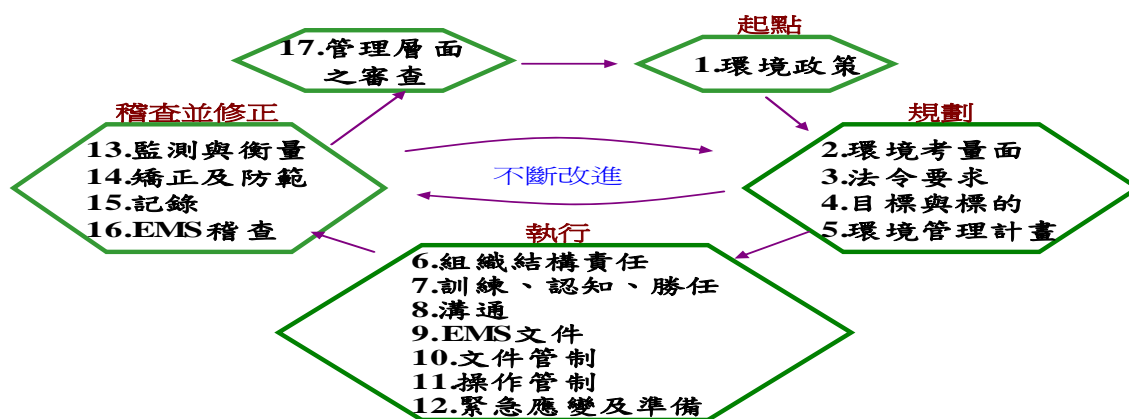 起點
1.環境政策
規劃
2.環境考量面
3.法令要求
4.目標與標的
5.環境管理計畫
執行
6.組織結構責任
7.訓練、認知、勝任
8.溝通
9.EMS文件
10.文件管制
11.操作管制
12.緊急應變及準備
稽查並修正
13.監測與衡量
14.矯正及防範
15.記錄
16.EMS稽查
17.管理層面
之審查
不斷改進